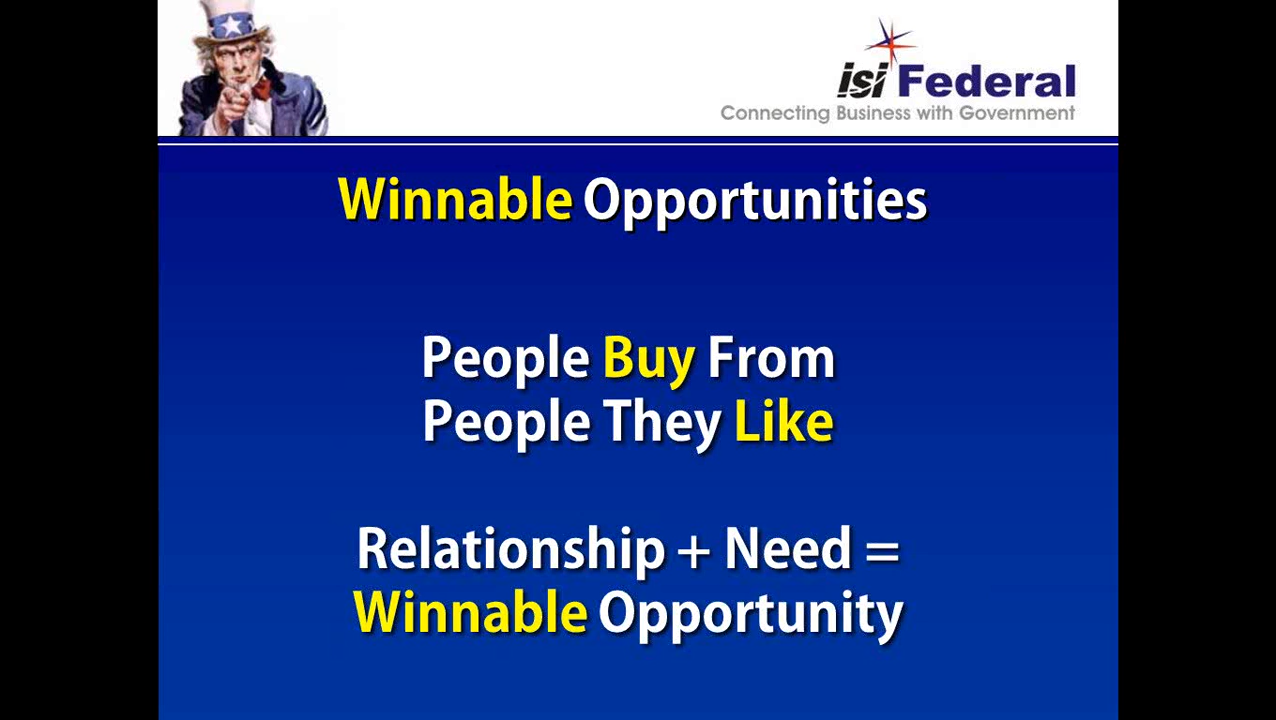 isi Federal
Connecting Business with Government
Winnable Opportunities
People Buy From
People They Like
Relationship + Need =
Winnable Opportunity